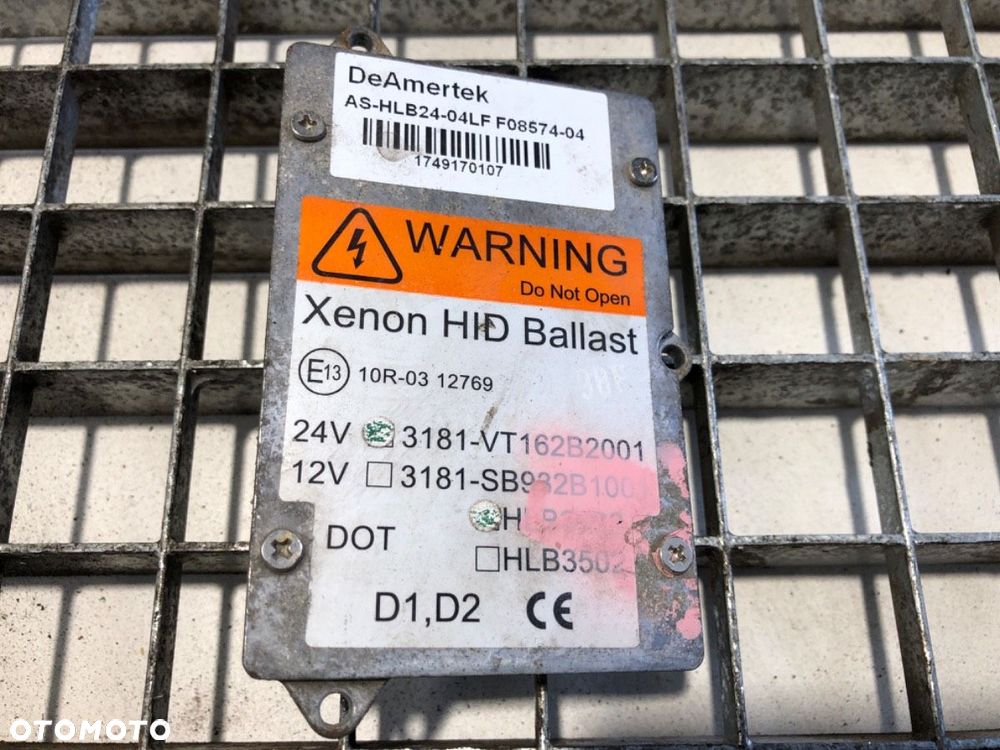 DeAmertek
AS-HLB24-04LF F08574-04
1749170107
WARNING
Do Not Open
Xenon HID Ballast
E13 10R-03 12769
24V 3181-VT162B2001
12V 3181-SB932B100
DOT
HLB3502
D1,D2 CE
OTOMOTO